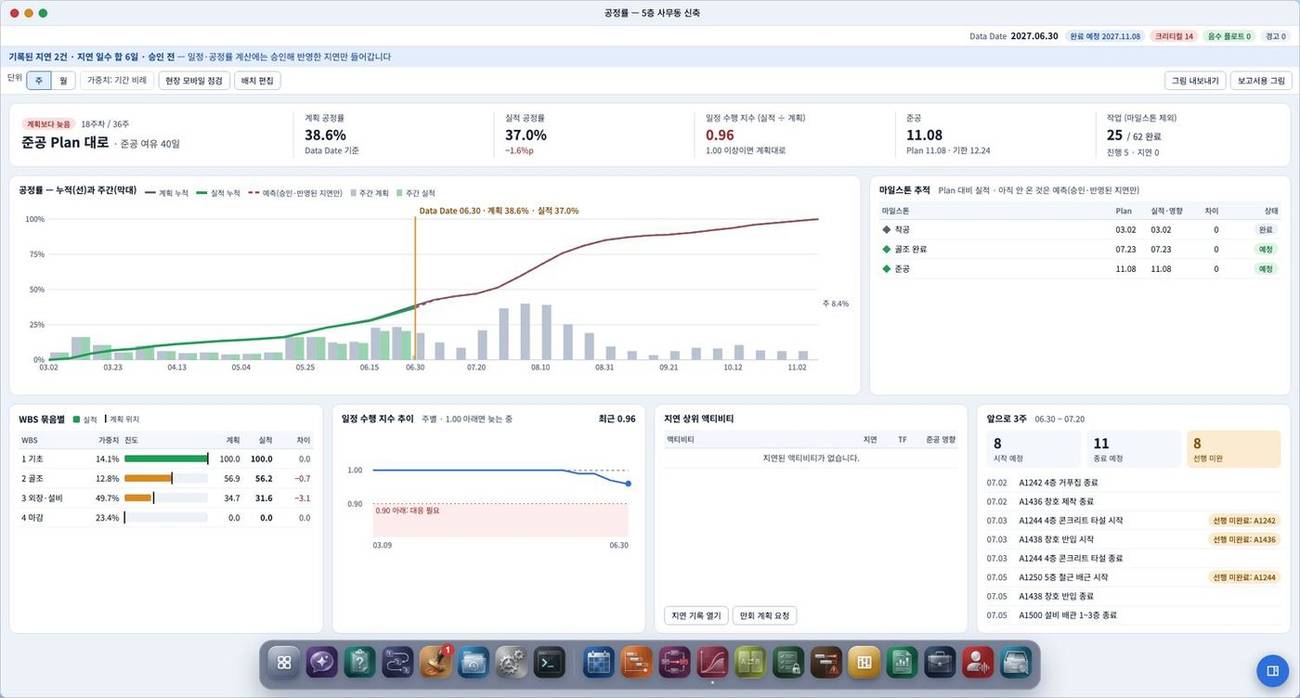 공정률 — 5층 사무동 신축
Data Date 2027.06.30 완료 예정 2027.11.08 크리티컬 14 음수 플로트 0 경고 0
기록된 지연 2건 · 지연 일수 합 6일 · 승인 전 — 일정·공정률 계산에는 승인해 반영한 지연만 들어갑니다
단위 주 월 가중치: 기간 비례 현장 모바일 점검 배치 편집 그림 내보내기 보고서용 그림
계획보다 늦음 18주차 / 36주
준공 Plan 대로 · 준공 여유 40일
계획 공정률
38.6%
Data Date 기준
실적 공정률
37.0%
−1.6%p
일정 수행 지수 (실적 ÷ 계획)
0.96
1.00 이상이면 계획대로
준공
11.08
Plan 11.08 · 기한 12.24
작업 (마일스톤 제외)
25 / 62 완료
진행 5 · 지연 0
공정률 — 누적(선)과 주간(막대) 계획 누적 실적 누적 예측(승인·반영된 지연만) 주간 계획 주간 실적
Data Date 06.30 · 계획 38.6% · 실적 37.0%
100%
75%
50%
주 8.4%
25%
0%
03.02 03.23 04.13 05.04 05.25 06.15 06.30 07.20 08.10 08.31 09.21 10.12 11.02
마일스톤 추적 Plan 대비 실적 · 아직 안 온 것은 예측(승인·반영된 지연만)
마일스톤 Plan 실적·영향 차이 상태
착공 03.02 03.02 0 완료
골조 완료 07.23 07.23 0 예정
준공 11.08 11.08 0 예정
WBS 묶음별 실적 계획 위치
WBS 가중치 진도 계획 실적 차이
1 기초 14.1% 100.0 100.0 0.0
2 골조 12.8% 56.9 56.2 −0.7
3 외장·설비 49.7% 34.7 31.6 −3.1
4 마감 23.4% 0.0 0.0 0.0
일정 수행 지수 추이 주별 · 1.00 아래면 늦는 중 최근 0.96
1.00
0.90
0.90 아래: 대응 필요
03.09 06.30
지연 상위 액티비티
액티비티 지연 TF 준공 영향
지연된 액티비티가 없습니다.
지연 기록 열기 만회 계획 요청
앞으로 3주 06.30 ~ 07.20
8 11 8
시작 예정 종료 예정 선행 미완
07.02 A1242 4층 거푸집 종료
07.02 A1436 창호 제작 종료
07.03 A1244 4층 콘크리트 타설 시작 선행 미완료: A1242
07.03 A1438 창호 반입 시작 선행 미완료: A1436
07.03 A1244 4층 콘크리트 타설 종료
07.05 A1250 5층 철근 배근 시작 선행 미완료: A1244
07.05 A1438 창호 반입 종료
07.05 A1500 설비 배관 1~3층 종료
1